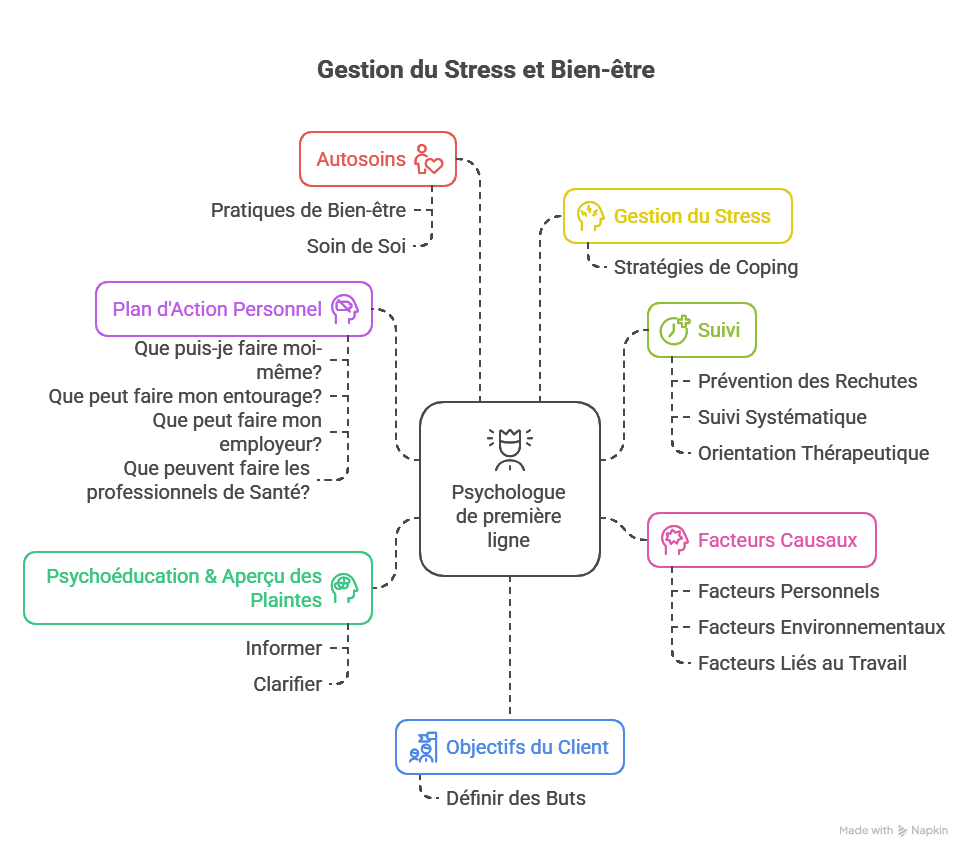 Gestion du Stress et Bien-être
Autosoins
Pratiques de Bien-être
Soin de Soi
Gestion du Stress
Stratégies de Coping
Plan d'Action Personnel
Que puis-je faire moi-
même?
Que peut faire mon entourage?
Que peut faire mon
employeur?
Que peuvent faire les
professionnels de Santé?
Suivi
Prévention des Rechutes
Suivi Systématique
Orientation Thérapeutique
Psychologue
de première
ligne
Facteurs Causaux
Facteurs Personnels
Facteurs Environnementaux
Facteurs Liés au Travail
Psychoéducation & Aperçu des
Plaintes
Informer
Clarifier
Objectifs du Client
Définir des Buts
Made with Napkin